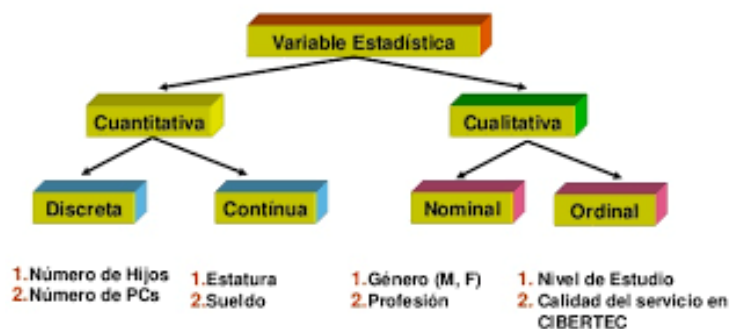 Variable Estadística
Cuantitativa
Cualitativa
Discreta
Contínua
Nominal
Ordinal
1.Número de Hijos
2.Número de PCs
1.Estatura
2.Sueldo
1.Género (M, F)
2.Profesión
1. Nivel de Estudio
2. Calidad del servicio en
CIBERTEC